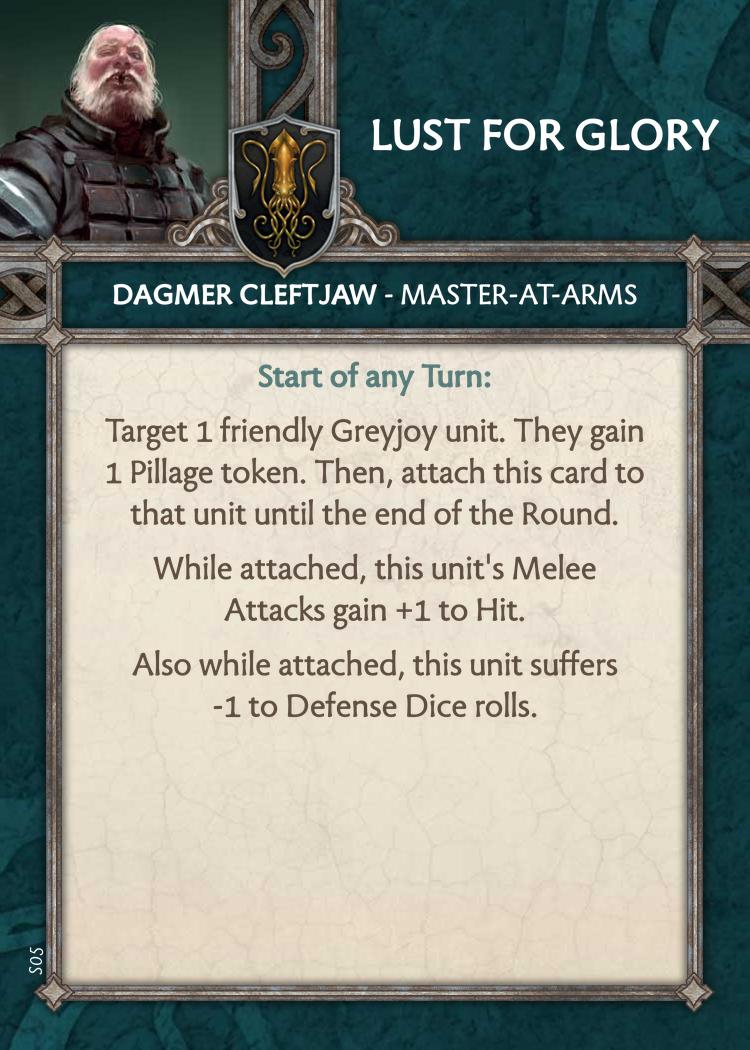 LUST FOR GLORY
DAGMER CLEFTJAW - MASTER-AT-ARMS
Start of any Turn:
Target 1 friendly Greyjoy unit. They gain
1 Pillage token. Then, attach this card to
that unit until the end of the Round.
While attached, this unit's Melee
Attacks gain +1 to Hit.
Also while attached, this unit suffers
-1 to Defense Dice rolls.
S05